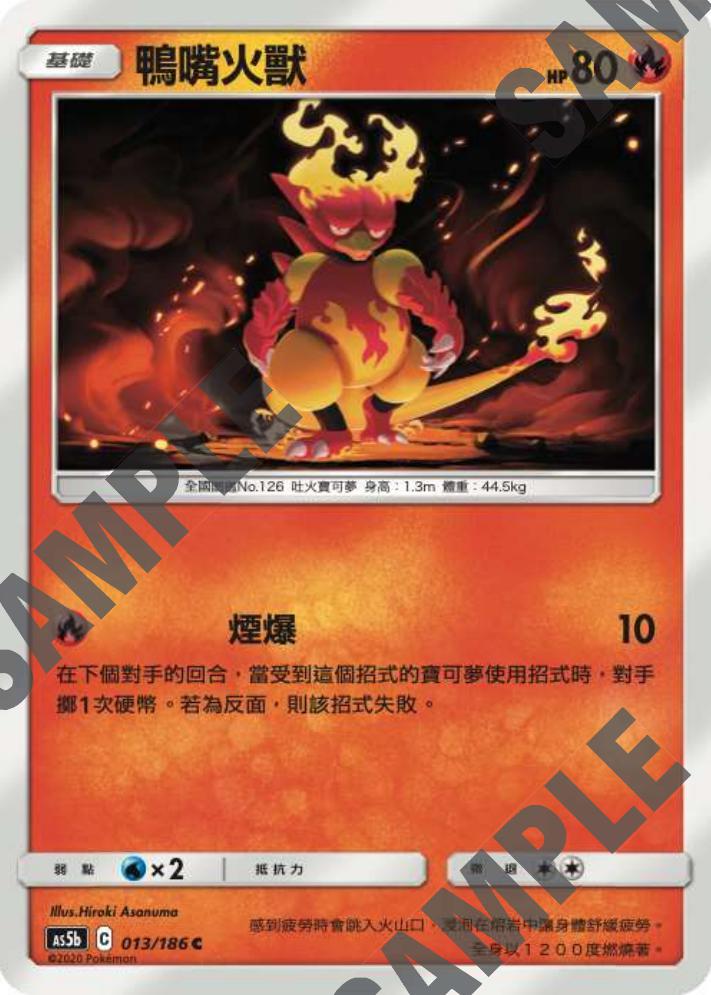 SAMPLE
基礎
鴨嘴火獸
HP 80
全國圖鑑No.126 吐火寶可夢 身高：1.3m 體重：44.5kg
SAMPLE
煙爆 10
在下個對手的回合，當受到這個招式的寶可夢使用招式時，對手
擲1次硬幣。若為反面，則該招式失敗。
弱點 ×2 抵抗力 撤退
SAMPLE
Illus.Hiroki Asanuma
感到疲勞時會跳入火山口，浸泡在熔岩中讓身體舒緩疲勞。
全身以１２００度燃燒著。
AS5b C 013/186 C
©2020 Pokémon